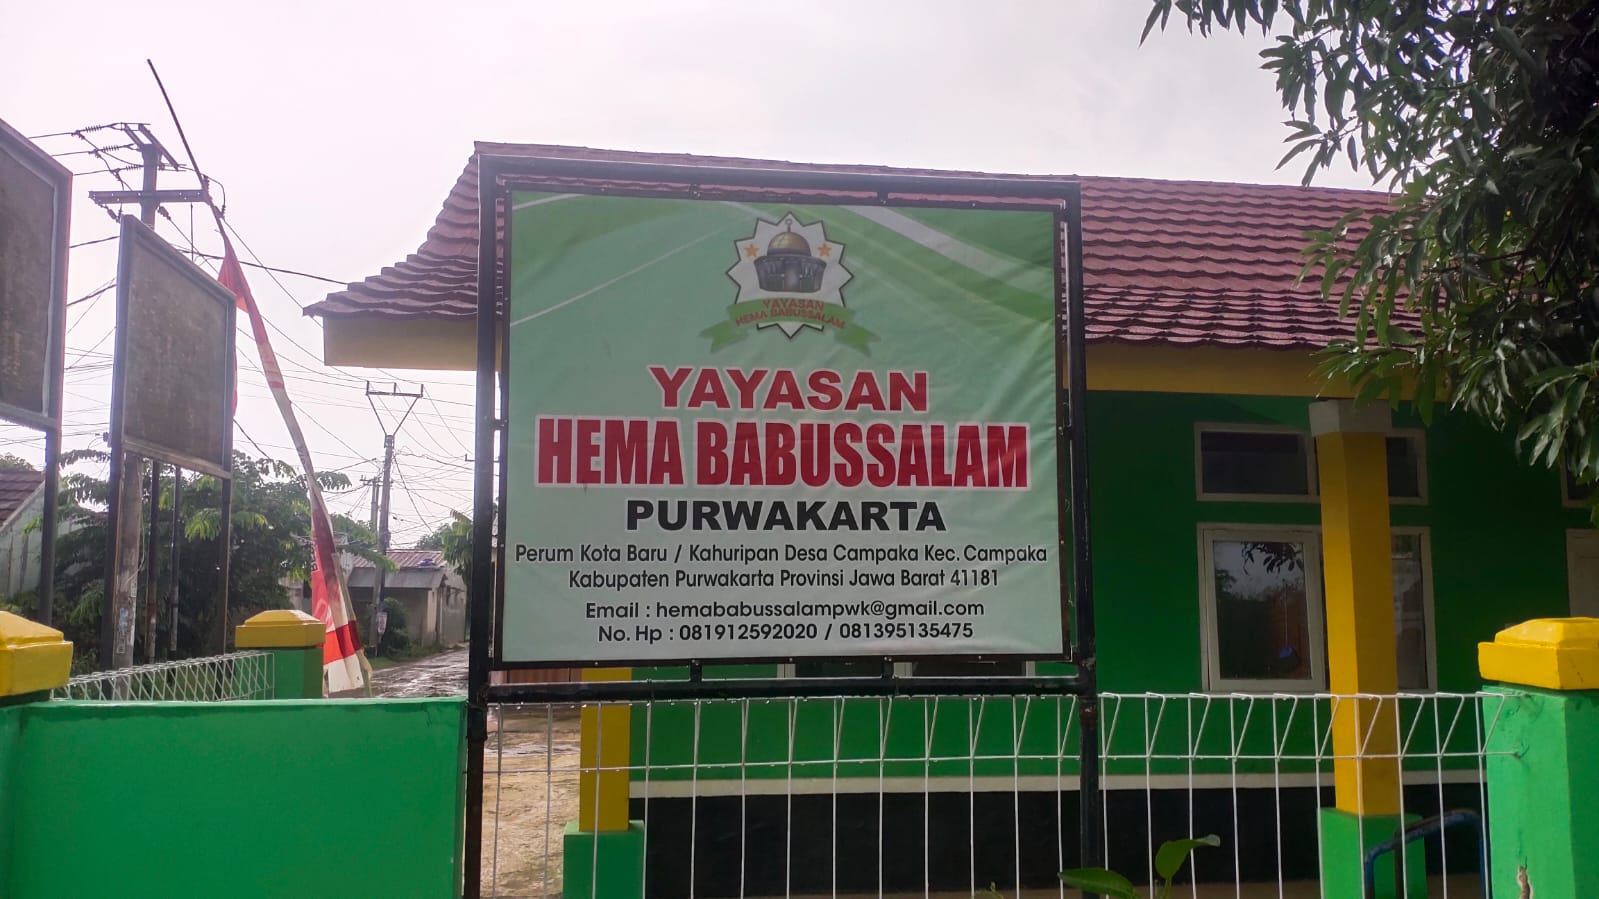 YAYASAN
HEMA BABUSSALAM
YAYASAN
HEMA BABUSSALAM
PURWAKARTA
Perum Kota Baru / Kahuripan Desa Campaka Kec. Campaka
Kabupaten Purwakarta Provinsi Jawa Barat 41181
Email : hemababussalampwk@gmail.com
No. Hp : 081912592020 / 081395135475